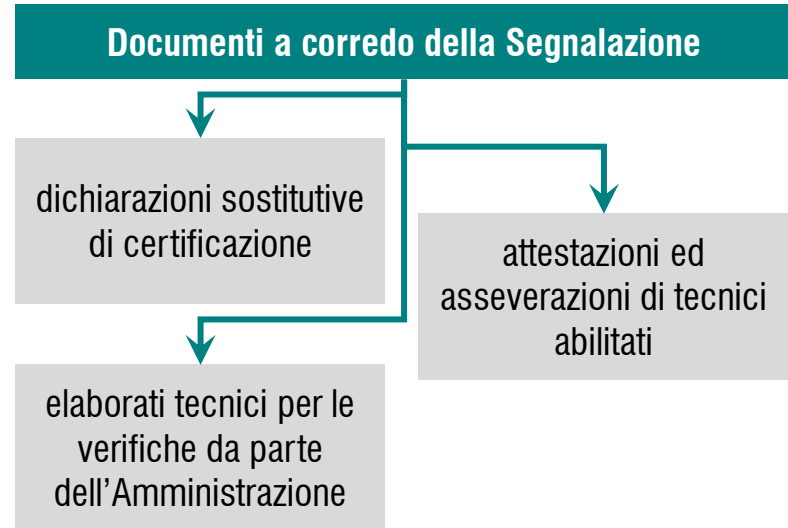 Documenti a corredo della Segnalazione
dichiarazioni sostitutive
di certificazione
attestazioni ed
asseverazioni di tecnici
abilitati
elaborati tecnici per le
verifiche da parte
dell’Amministrazione